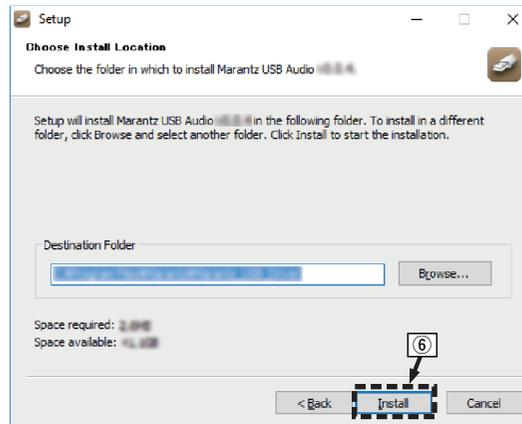 Setup
Choose Install Location
Choose the folder in which to install Marantz USB Audio
Setup will install Marantz USB Audio in the following folder. To install in a different
folder, click Browse and select another folder. Click Install to start the installation.
Destination Folder
Browse...
Space required:
Space available:
⑥
< Back
Install
Cancel